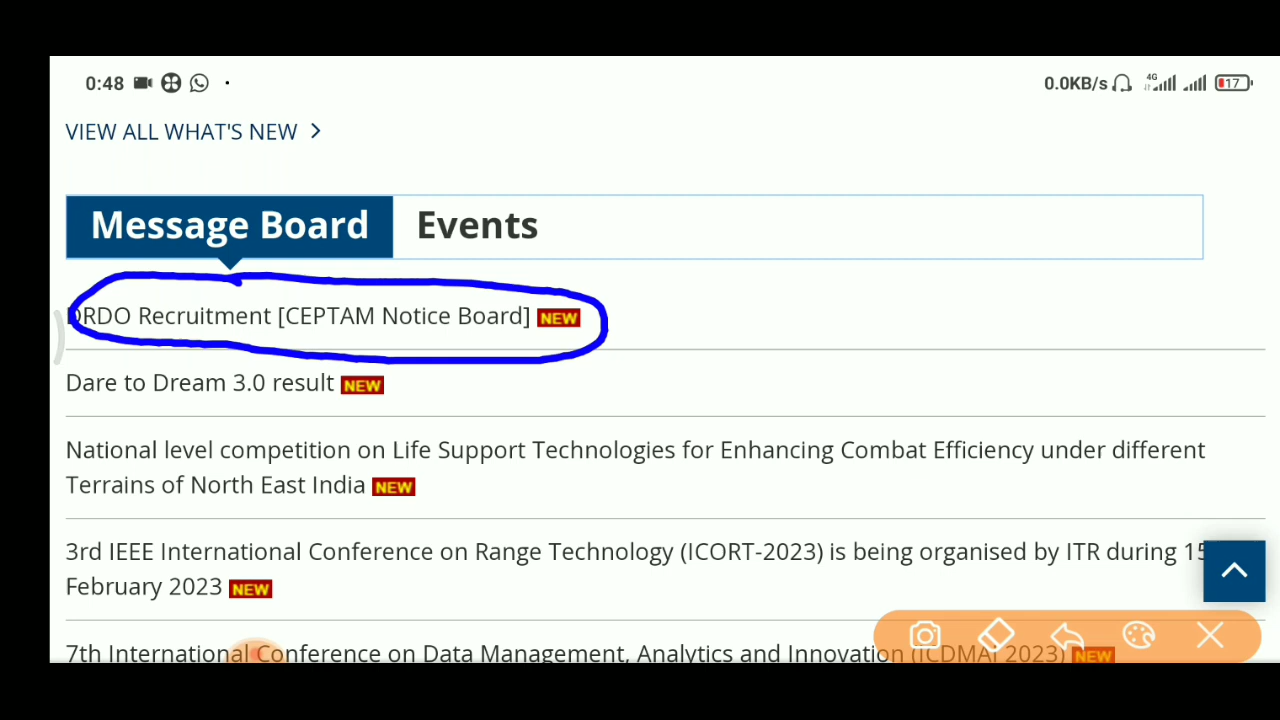 0:48
0.0KB/s 4G 17
VIEW ALL WHAT'S NEW
Message Board Events
DRDO Recruitment [CEPTAM Notice Board] NEW
Dare to Dream 3.0 result NEW
National level competition on Life Support Technologies for Enhancing Combat Efficiency under different
Terrains of North East India NEW
3rd IEEE International Conference on Range Technology (ICORT-2023) is being organised by ITR during 15
February 2023 NEW
7th International Conference on Data Management, Analytics and Innovation (ICDMAI 2023) NEW